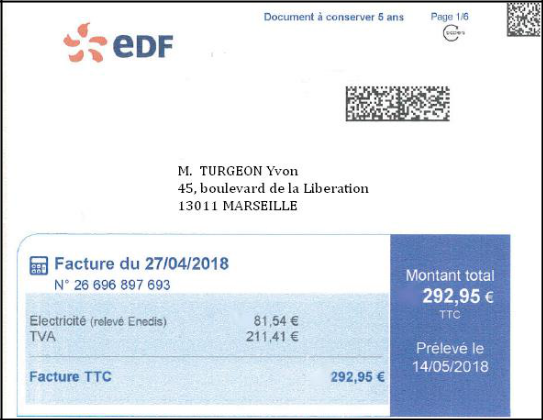 Document à conserver 5 ans
Page 1/6
eDF
M. TURGEON Yvon
45, boulevard de la Liberation
13011 MARSEILLE
Facture du 27/04/2018
N° 26 696 897 693
Electricité (relevé Enedis) 81,54 €
TVA 211,41 €
Facture TTC 292,95 €
Montant total
292,95 €
TTC
Prélevé le
14/05/2018